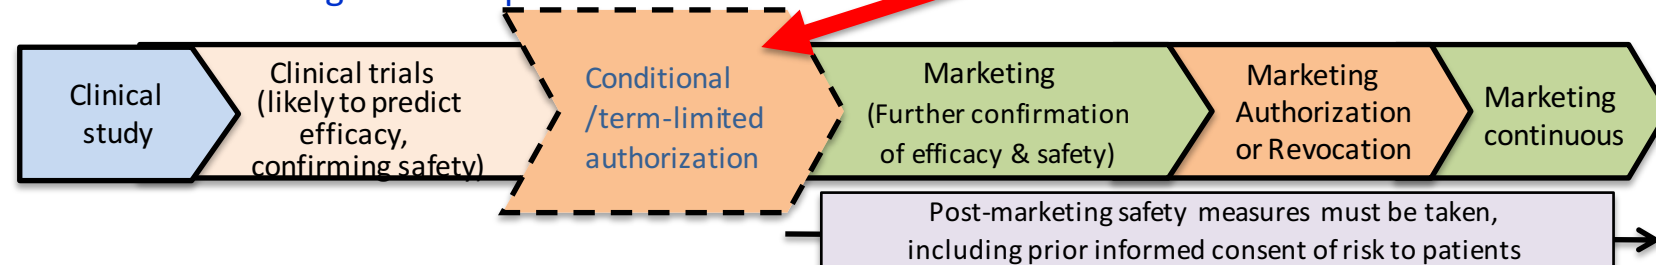 Clinical
study
Clinical trials
(likely to predict
efficacy,
confirming safety)
Conditional
/term-limited
authorization
Marketing
(Further confirmation
of efficacy & safety)
Marketing
Authorization
or Revocation
Marketing
continuous
Post-marketing safety measures must be taken,
including prior informed consent of risk to patients